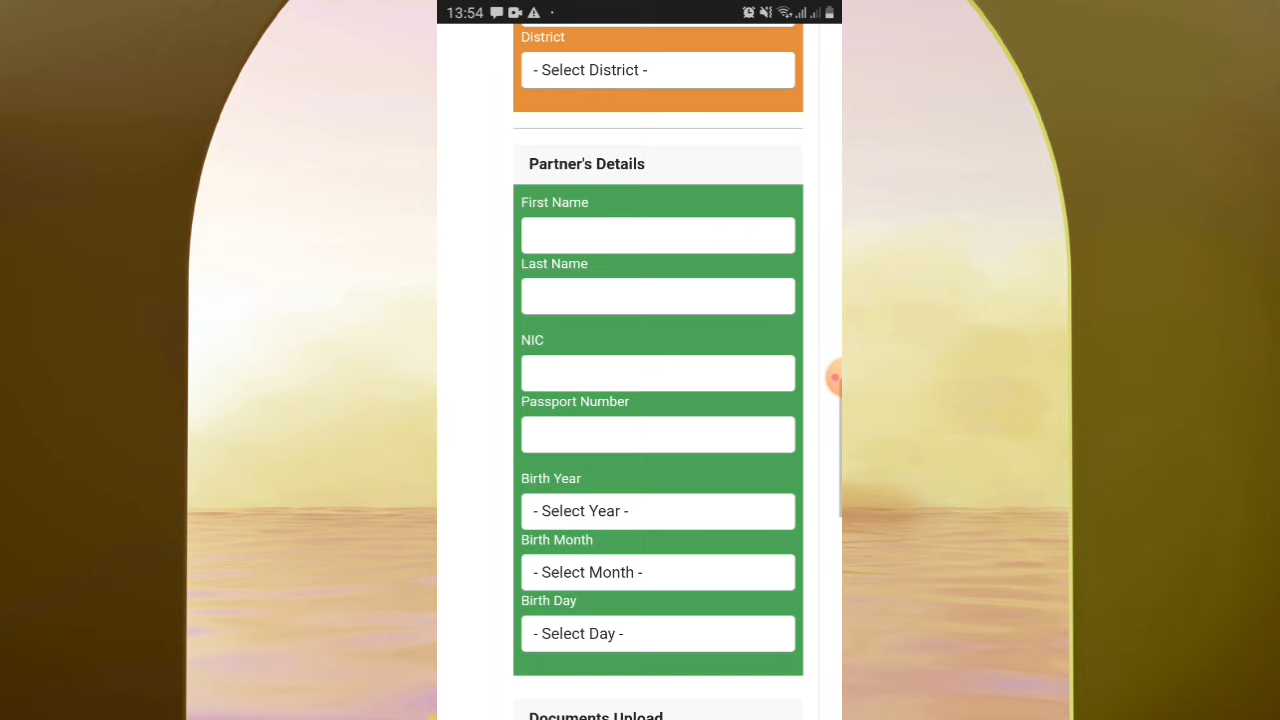 13:54
District
- Select District -
Partner's Details
First Name
Last Name
NIC
Passport Number
Birth Year
- Select Year -
Birth Month
- Select Month -
Birth Day
- Select Day -
Documents Upload